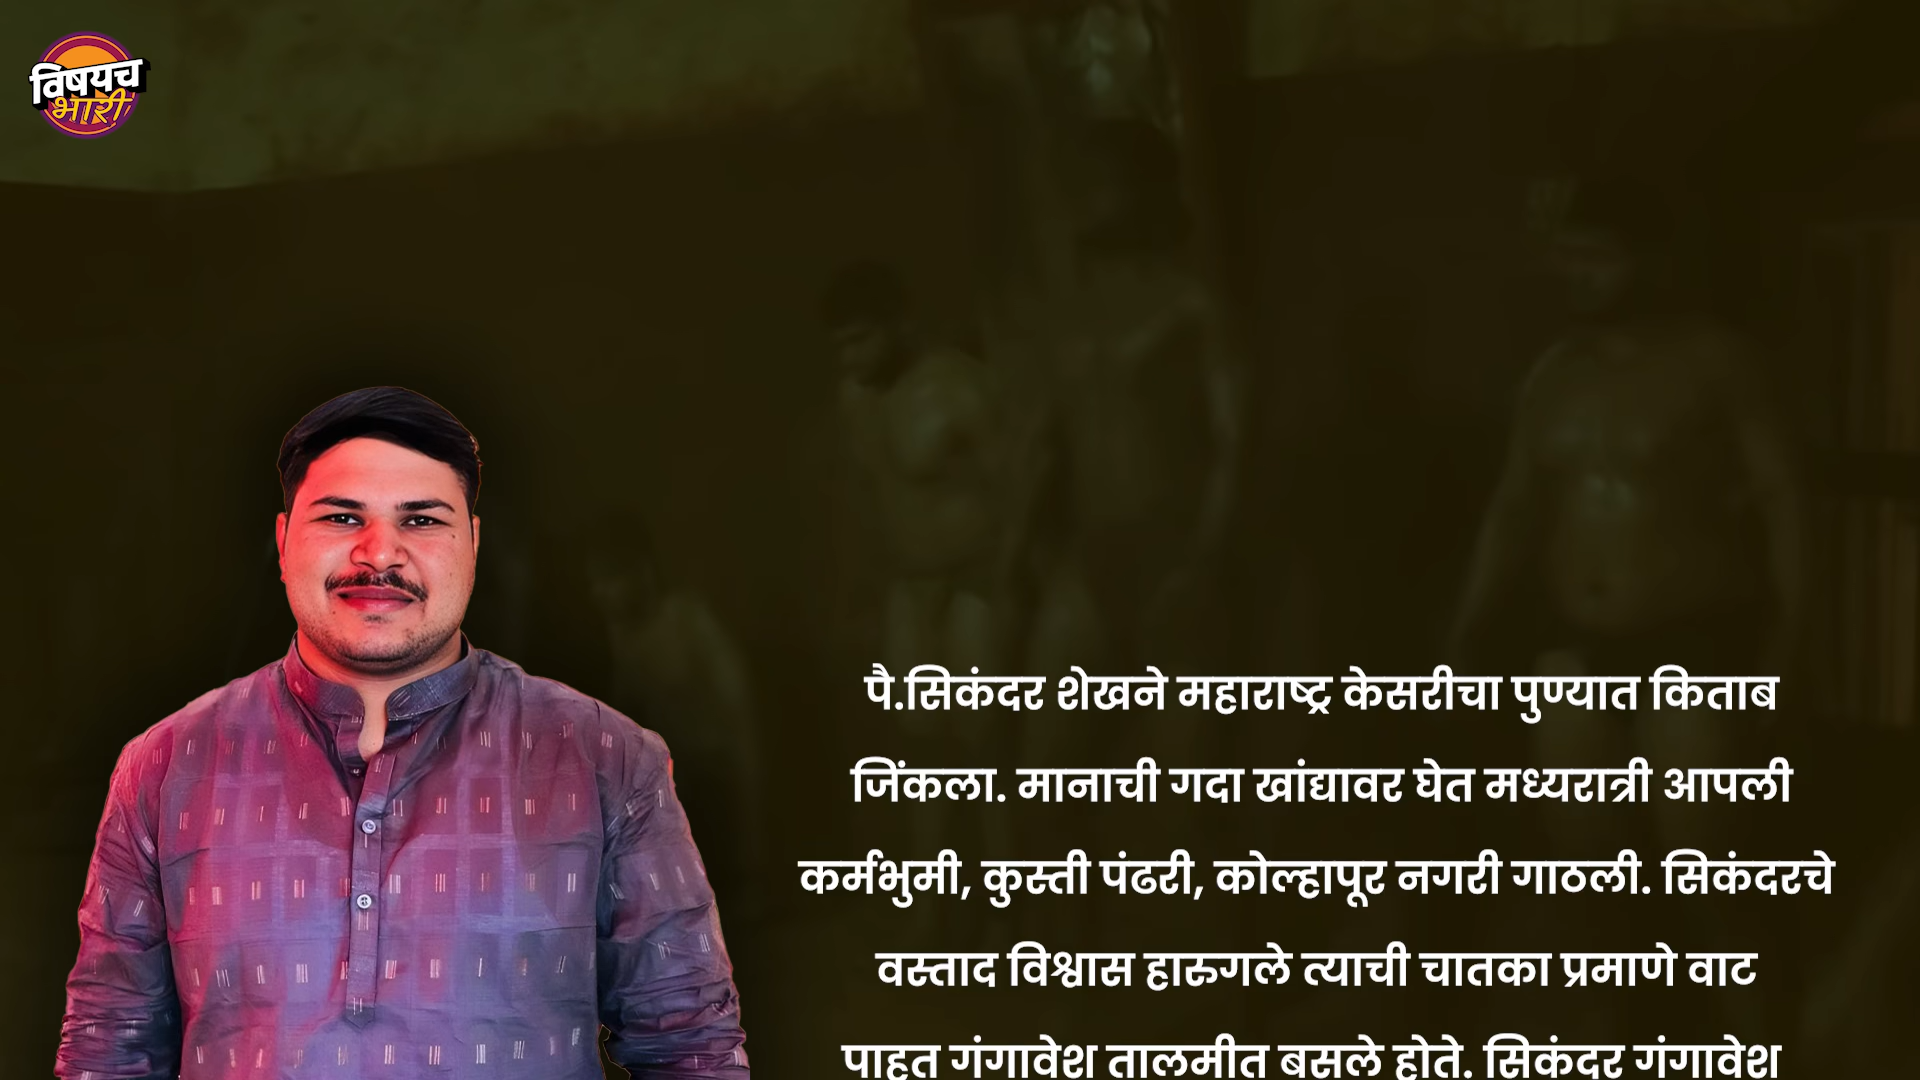 विषयच
भारी
पै.सिकंदर शेखने महाराष्ट्र केसरीचा पुण्यात किताब
जिंकला. मानाची गदा खांद्यावर घेत मध्यरात्री आपली
कर्मभुमी, कुस्ती पंढरी, कोल्हापूर नगरी गाठली. सिकंदरचे
वस्ताद विश्वास हारुगले त्याची चातका प्रमाणे वाट
पाहत गंगावेश तालमीत बसले होते. सिकंदर गंगावेश